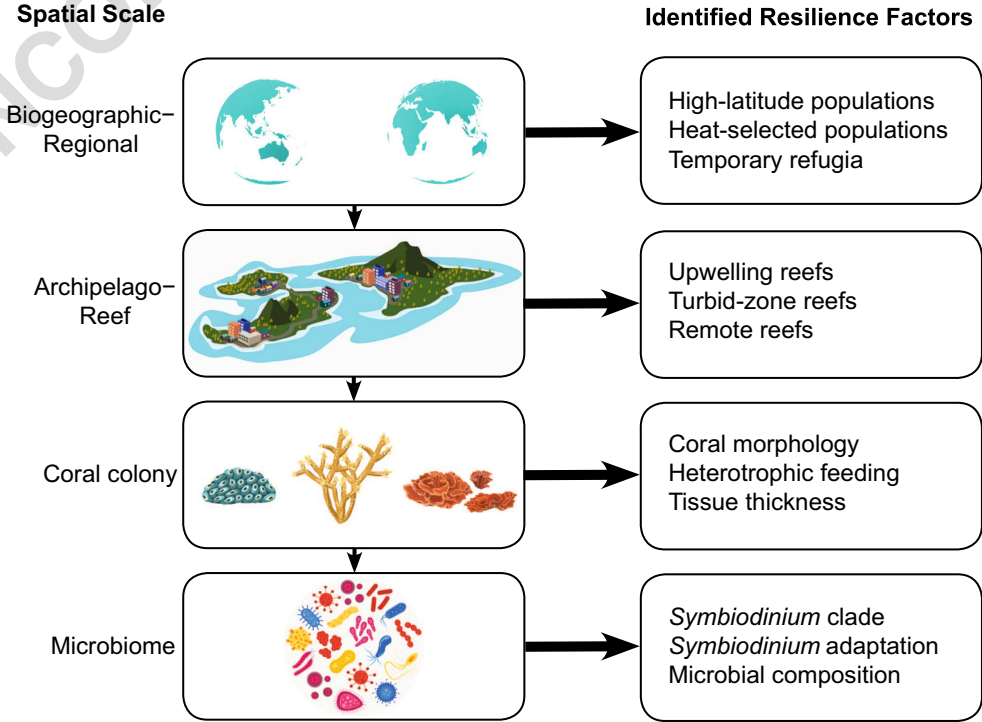 Spatial Scale
Identified Resilience Factors
Biogeographic–
Regional
High-latitude populations
Heat-selected populations
Temporary refugia
Archipelago–
Reef
Upwelling reefs
Turbid-zone reefs
Remote reefs
Coral colony
Coral morphology
Heterotrophic feeding
Tissue thickness
Microbiome
Symbiodinium clade
Symbiodinium adaptation
Microbial composition